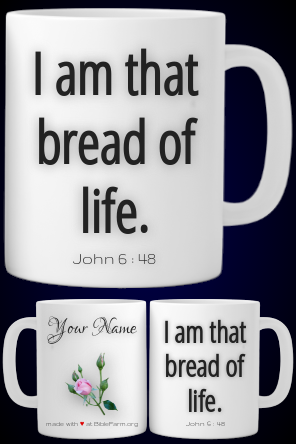 I am that
bread of
life.
John 6 : 48
Your Name
made with ♥ at BibleFarm.org
I am that
bread of
life.
John 6 : 48